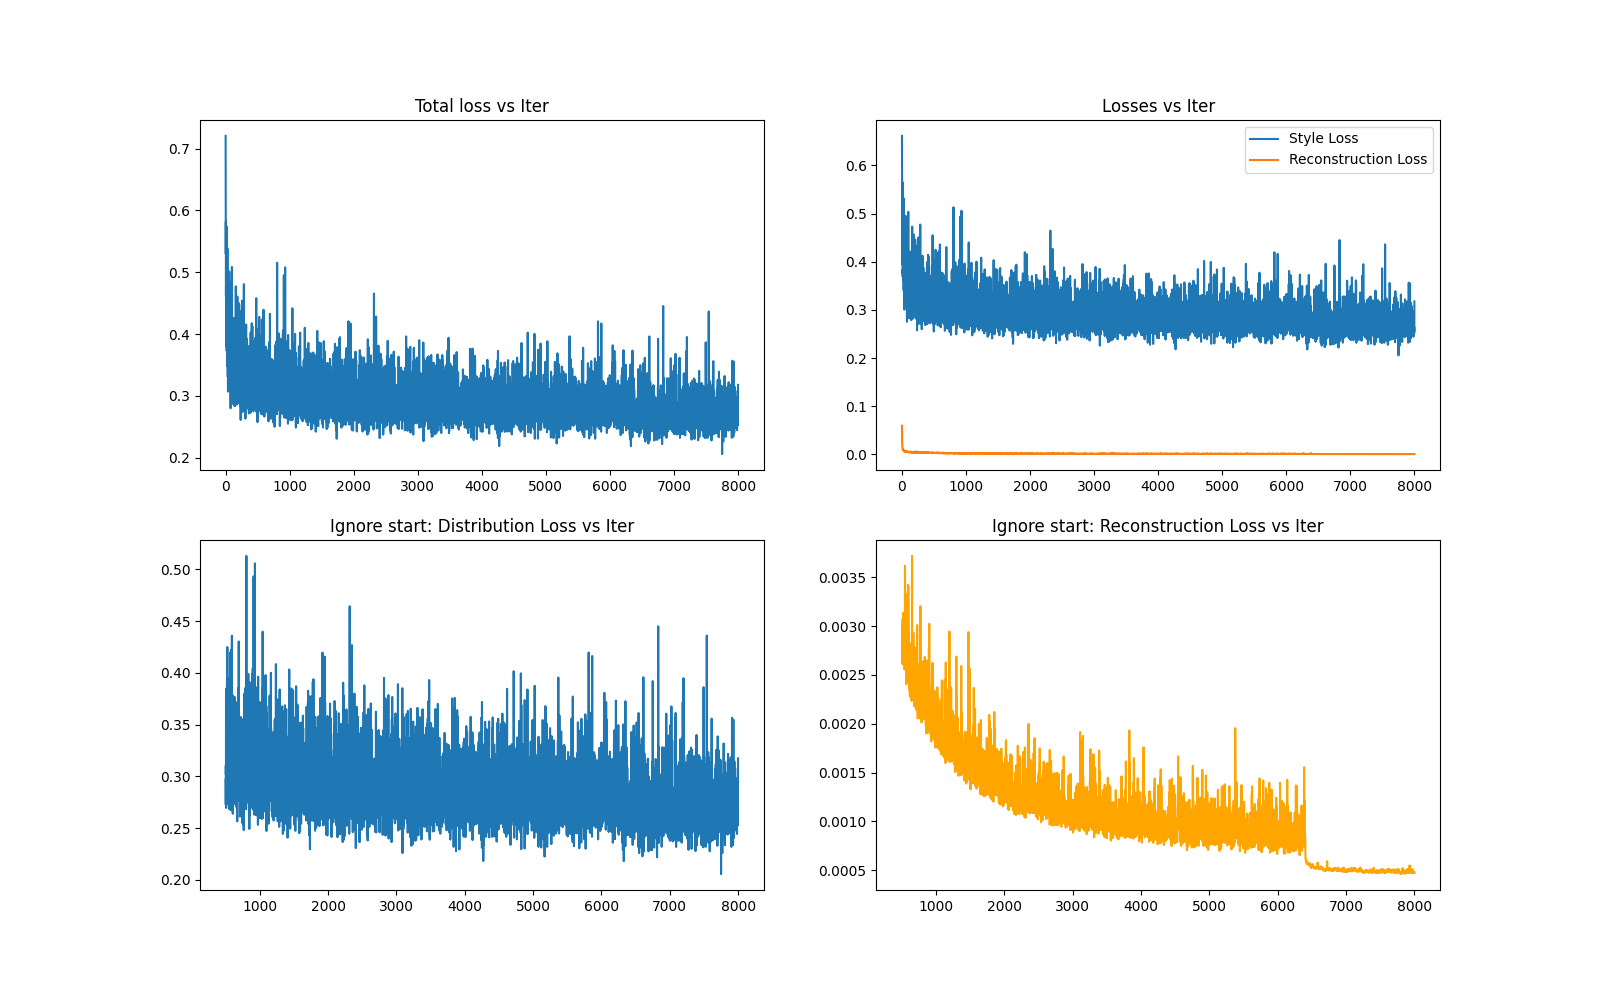 Total loss vs Iter
0.7
0.6
0.5
0.4
0.3
0.2
0 1000 2000 3000 4000 5000 6000 7000 8000
Losses vs Iter
Style Loss
Reconstruction Loss
0.6
0.5
0.4
0.3
0.2
0.1
0.0
0 1000 2000 3000 4000 5000 6000 7000 8000
Ignore start: Distribution Loss vs Iter
0.50
0.45
0.40
0.35
0.30
0.25
0.20
1000 2000 3000 4000 5000 6000 7000 8000
Ignore start: Reconstruction Loss vs Iter
0.0035
0.0030
0.0025
0.0020
0.0015
0.0010
0.0005
1000 2000 3000 4000 5000 6000 7000 8000